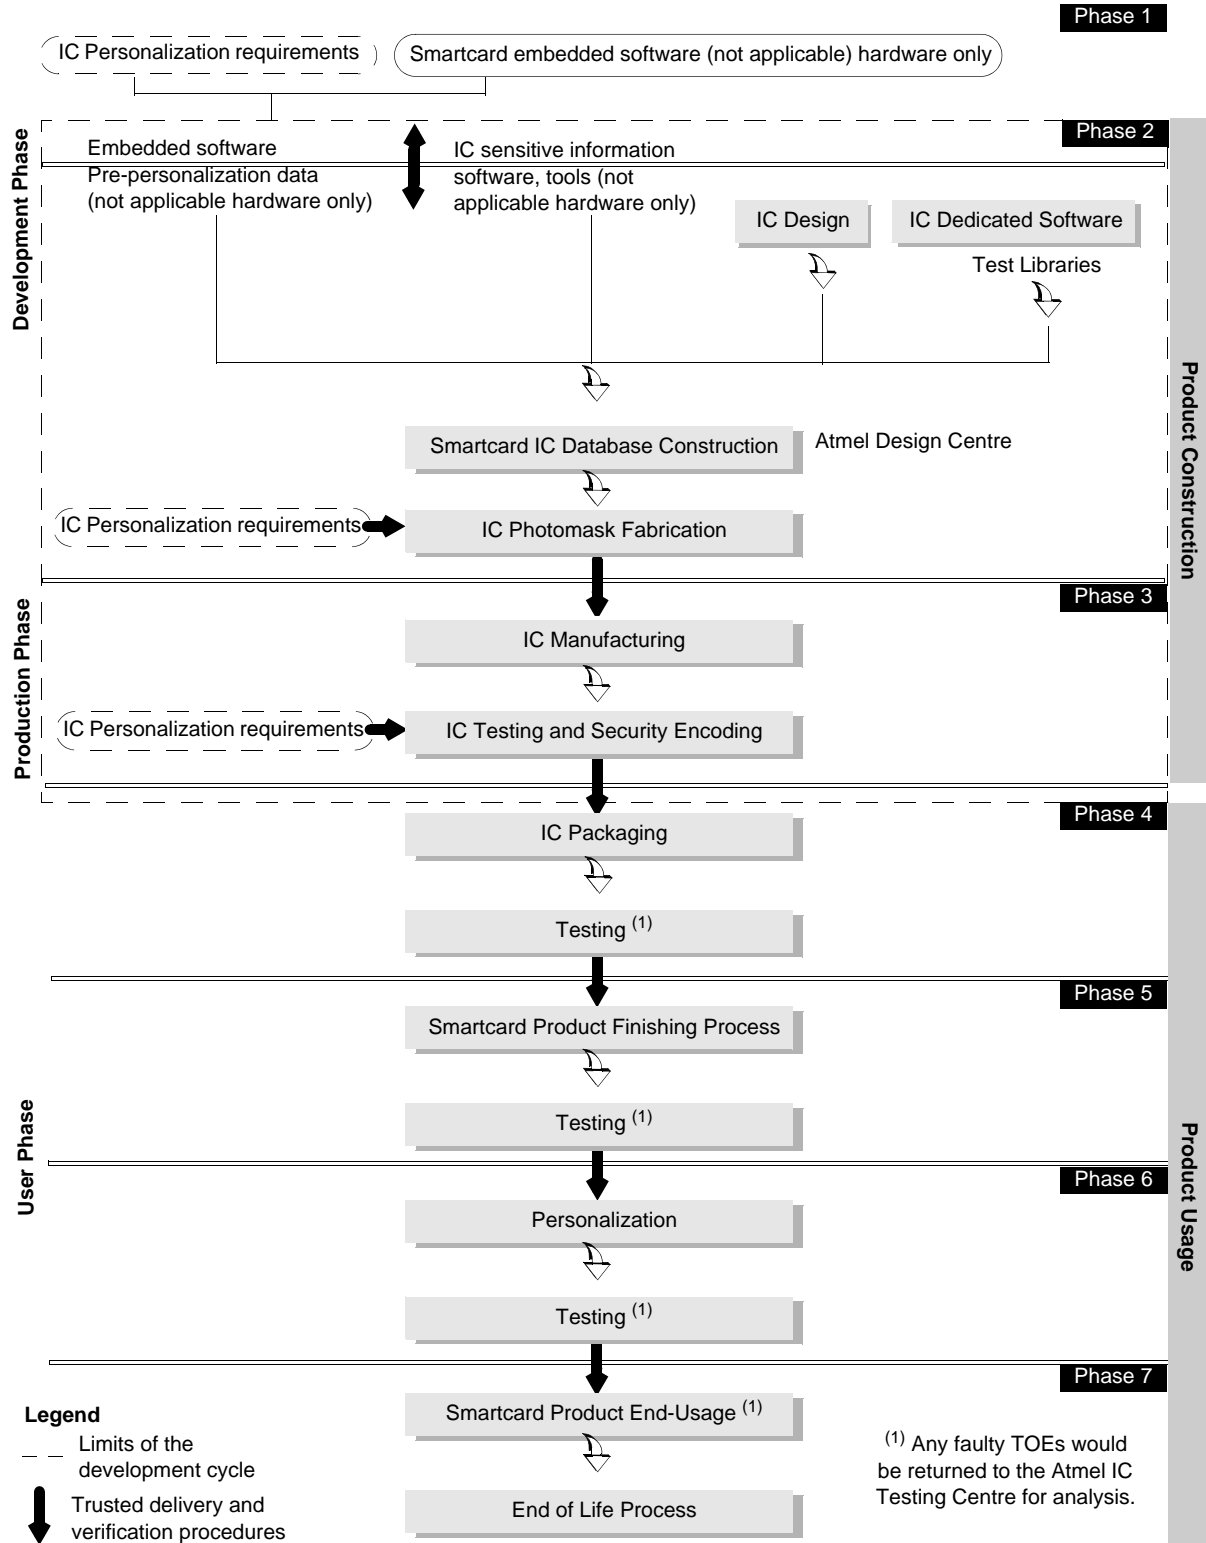 Phase 1
IC Personalization requirements
Smartcard embedded software (not applicable) hardware only
Development Phase
Phase 2
Embedded software
Pre-personalization data
(not applicable hardware only)
IC sensitive information
software, tools (not
applicable hardware only)
IC Design
IC Dedicated Software
Test Libraries
Product Construction
Smartcard IC Database Construction
Atmel Design Centre
IC Personalization requirements
IC Photomask Fabrication
Phase 3
Production Phase
IC Manufacturing
IC Personalization requirements
IC Testing and Security Encoding
Phase 4
IC Packaging
Testing (1)
Phase 5
Smartcard Product Finishing Process
Testing (1)
User Phase
Product Usage
Phase 6
Personalization
Testing (1)
Phase 7
Smartcard Product End-Usage (1)
End of Life Process
Legend
Limits of the
development cycle
Trusted delivery and
verification procedures
(1) Any faulty TOEs would
be returned to the Atmel IC
Testing Centre for analysis.